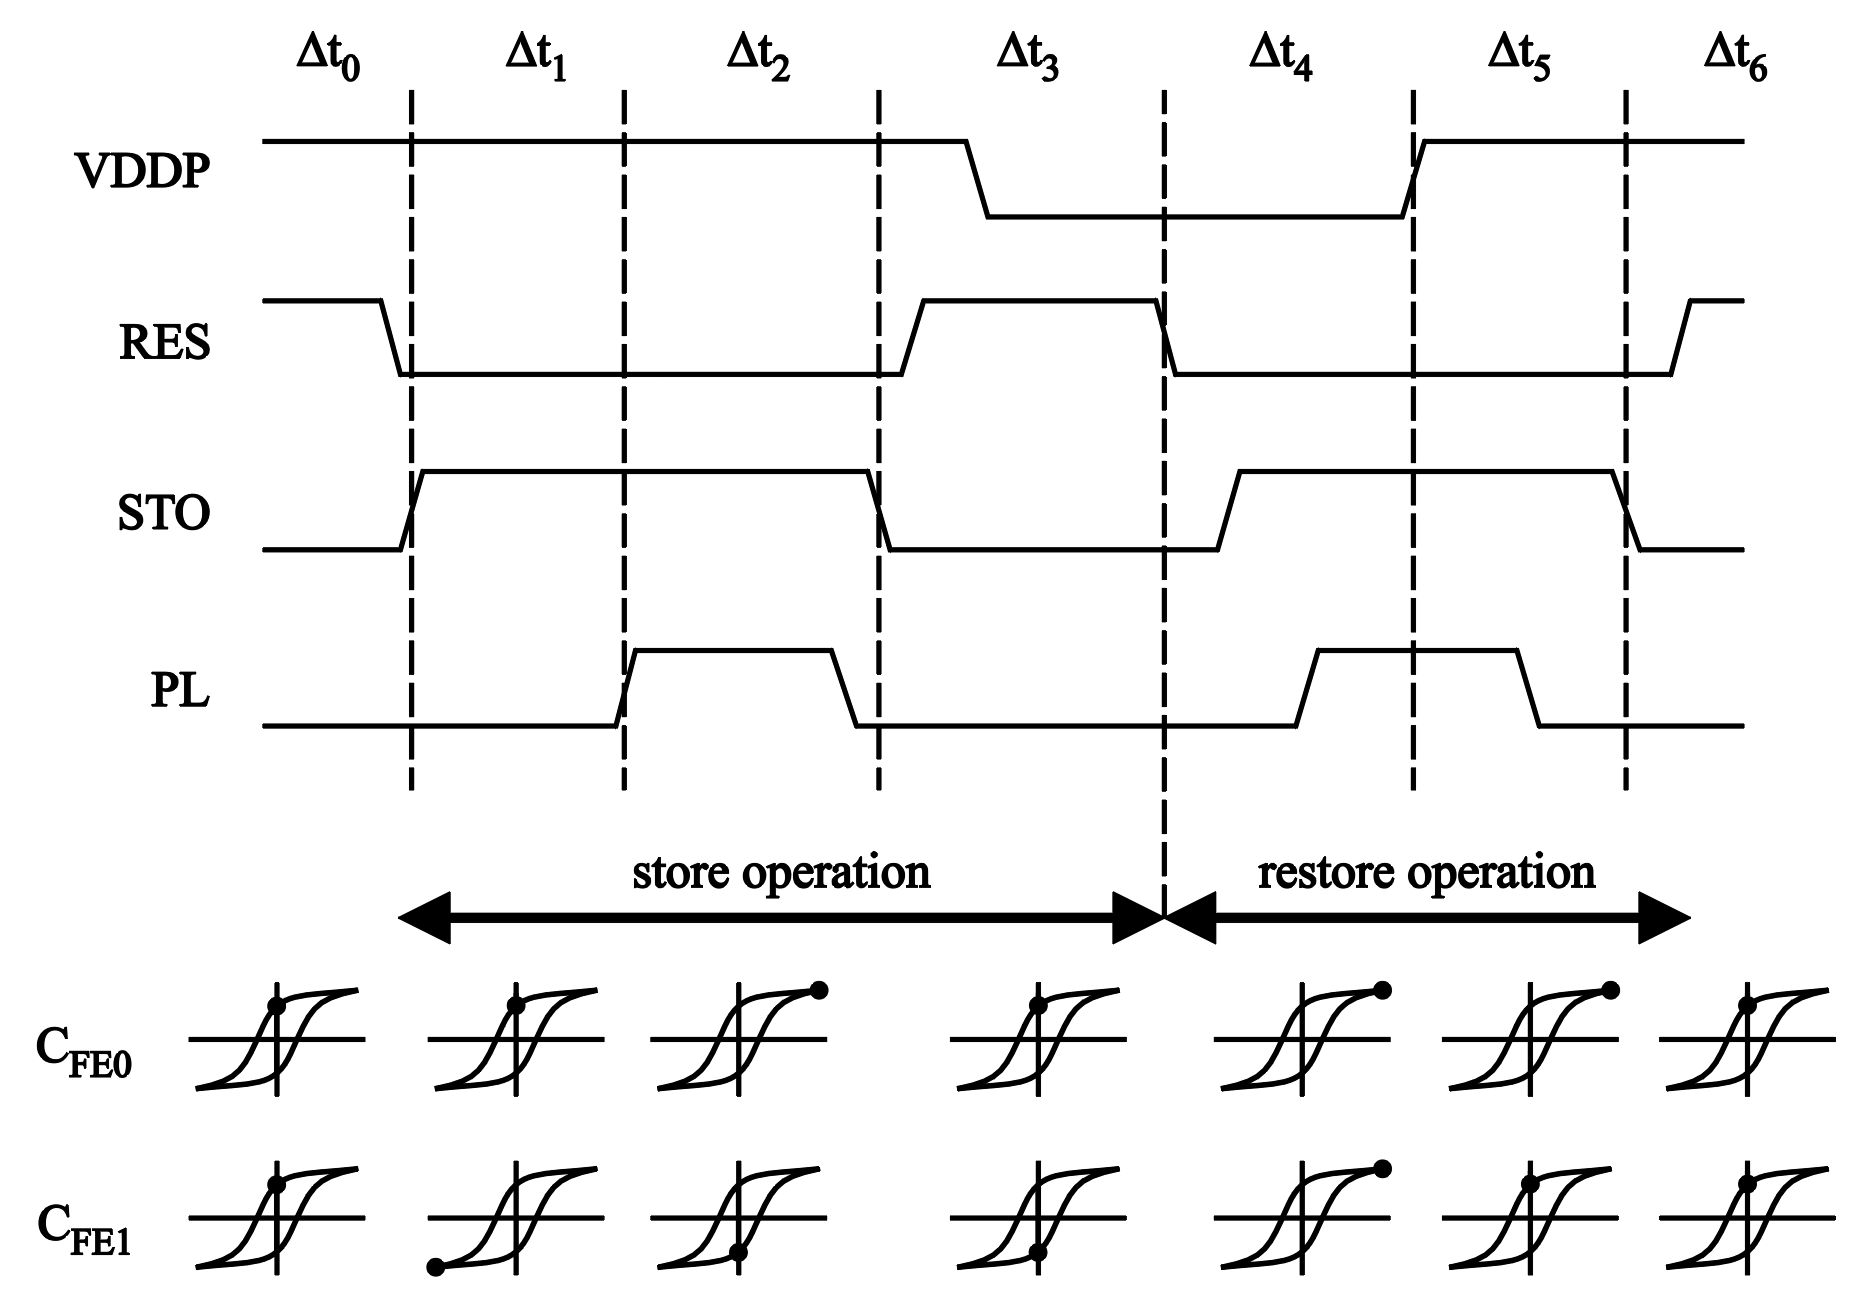 Δt0 Δt1 Δt2 Δt3 Δt4 Δt5 Δt6
VDDP
RES
STO
PL
store operation restore operation
CFE0
CFE1